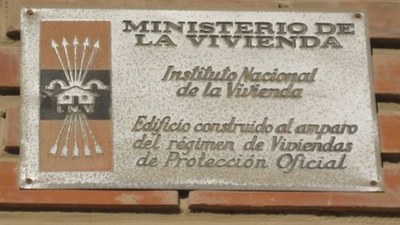 MINISTERIO DE
LA VIVIENDA
Instituto Nacional
de la Vivienda
I.N.V.
Edificio construido al amparo
del régimen de Viviendas
de Protección Oficial